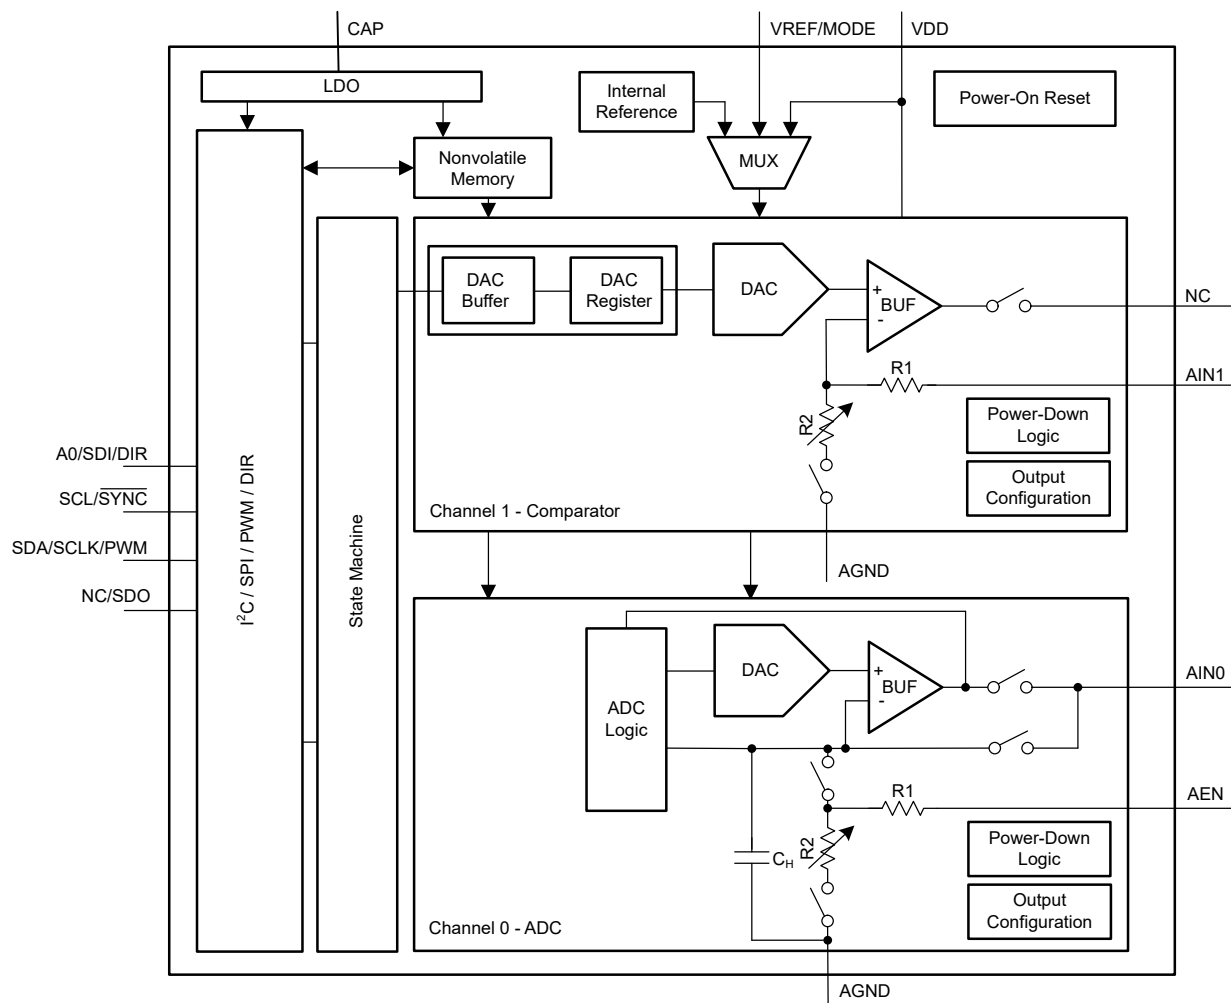 CAP
VREF/MODE
VDD
LDO
Internal
Reference
Power-On Reset
MUX
Nonvolatile
Memory
DAC
Buffer
DAC
Register
DAC
+
BUF
-
NC
R1
AIN1
R2
Power-Down
Logic
Output
Configuration
Channel 1 - Comparator
AGND
A0/SDI/DIR
SCL/SYNC
SDA/SCLK/PWM
NC/SDO
I²C / SPI / PWM / DIR
State Machine
ADC
Logic
DAC
+
BUF
-
AIN0
R1
AEN
R2
CH
Power-Down
Logic
Output
Configuration
Channel 0 - ADC
AGND